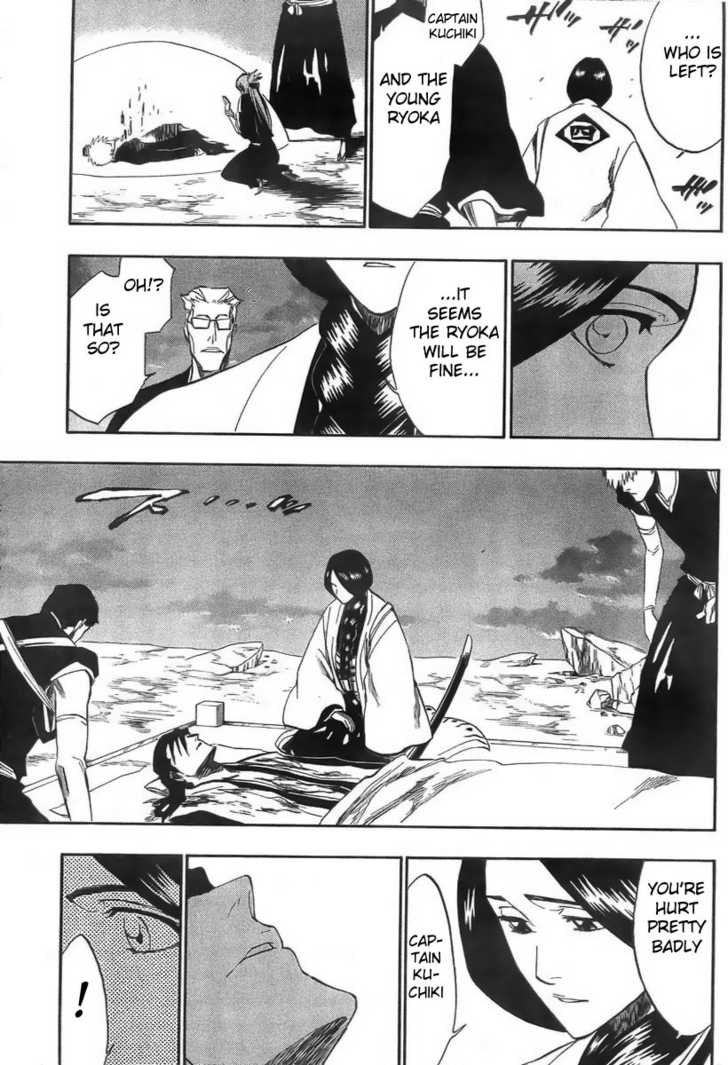 ...
WHO IS
LEFT?
CAPTAIN
KUCHIKI
AND THE
YOUNG
RYOKA
四
...IT
SEEMS
THE RYOKA
WILL BE
FINE...
OH!?
IS
THAT
SO?
YOU'RE
HURT
PRETTY
BADLY
CAP-
TAIN
KU-
CHIKI
!